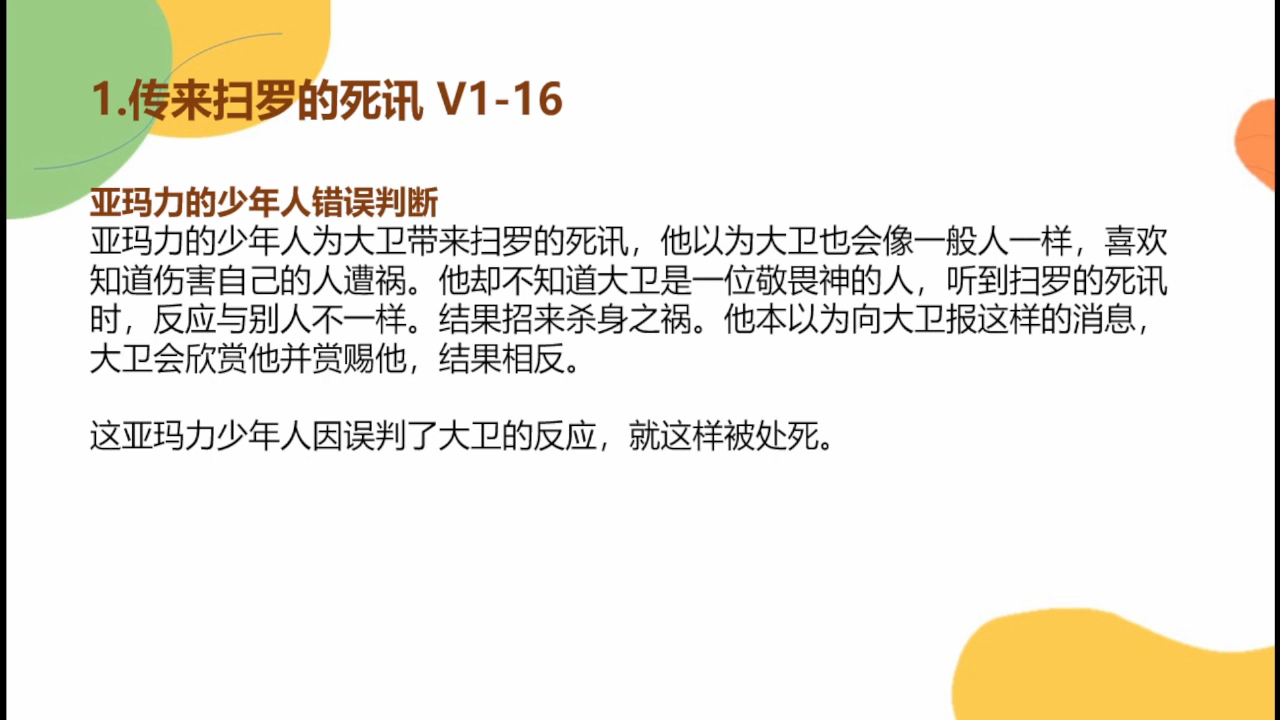 1.传来扫罗的死讯 V1-16
亚玛力的少年人错误判断
亚玛力的少年人为大卫带来扫罗的死讯，他以为大卫也会像一般人一样，喜欢
知道伤害自己的人遭祸。他却不知道大卫是一位敬畏神的人，听到扫罗的死讯
时，反应与别人不一样。结果招来杀身之祸。他本以为向大卫报这样的消息，
大卫会欣赏他并赏赐他，结果相反。
这亚玛力少年人因误判了大卫的反应，就这样被处死。